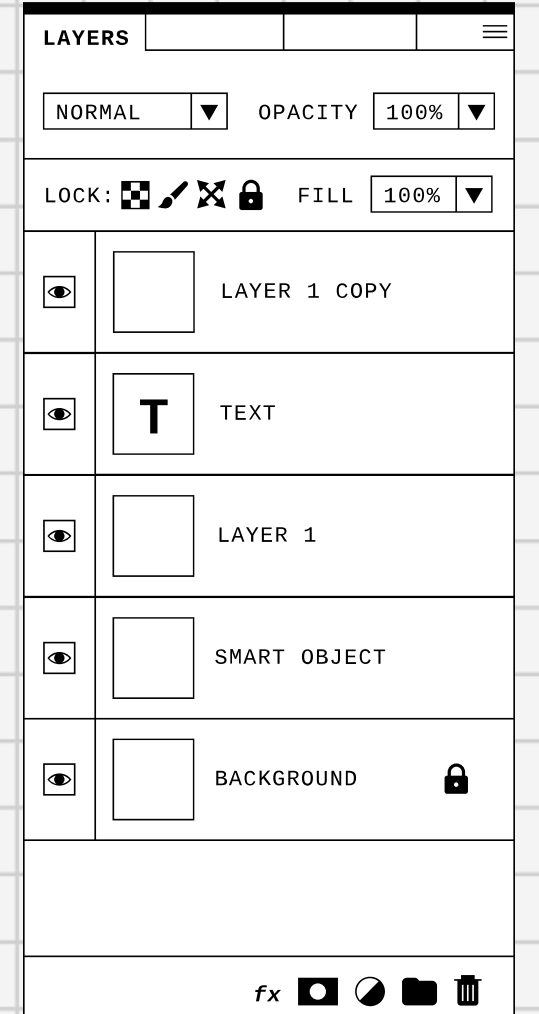 LAYERS
NORMAL OPACITY 100%
LOCK: FILL 100%
LAYER 1 COPY
T TEXT
LAYER 1
SMART OBJECT
BACKGROUND
fx